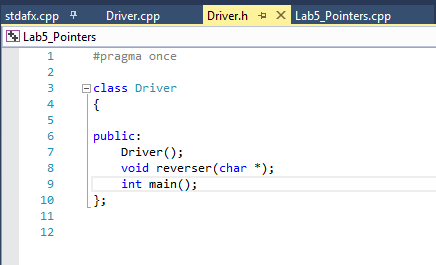 stdafx.cpp Driver.cpp Driver.h Lab5_Pointers.cpp
Lab5_Pointers
1 #pragma once
2
3 class Driver
4 {
5
6 public:
7 Driver();
8 void reverser(char *);
9 int main();
10 };
11
12